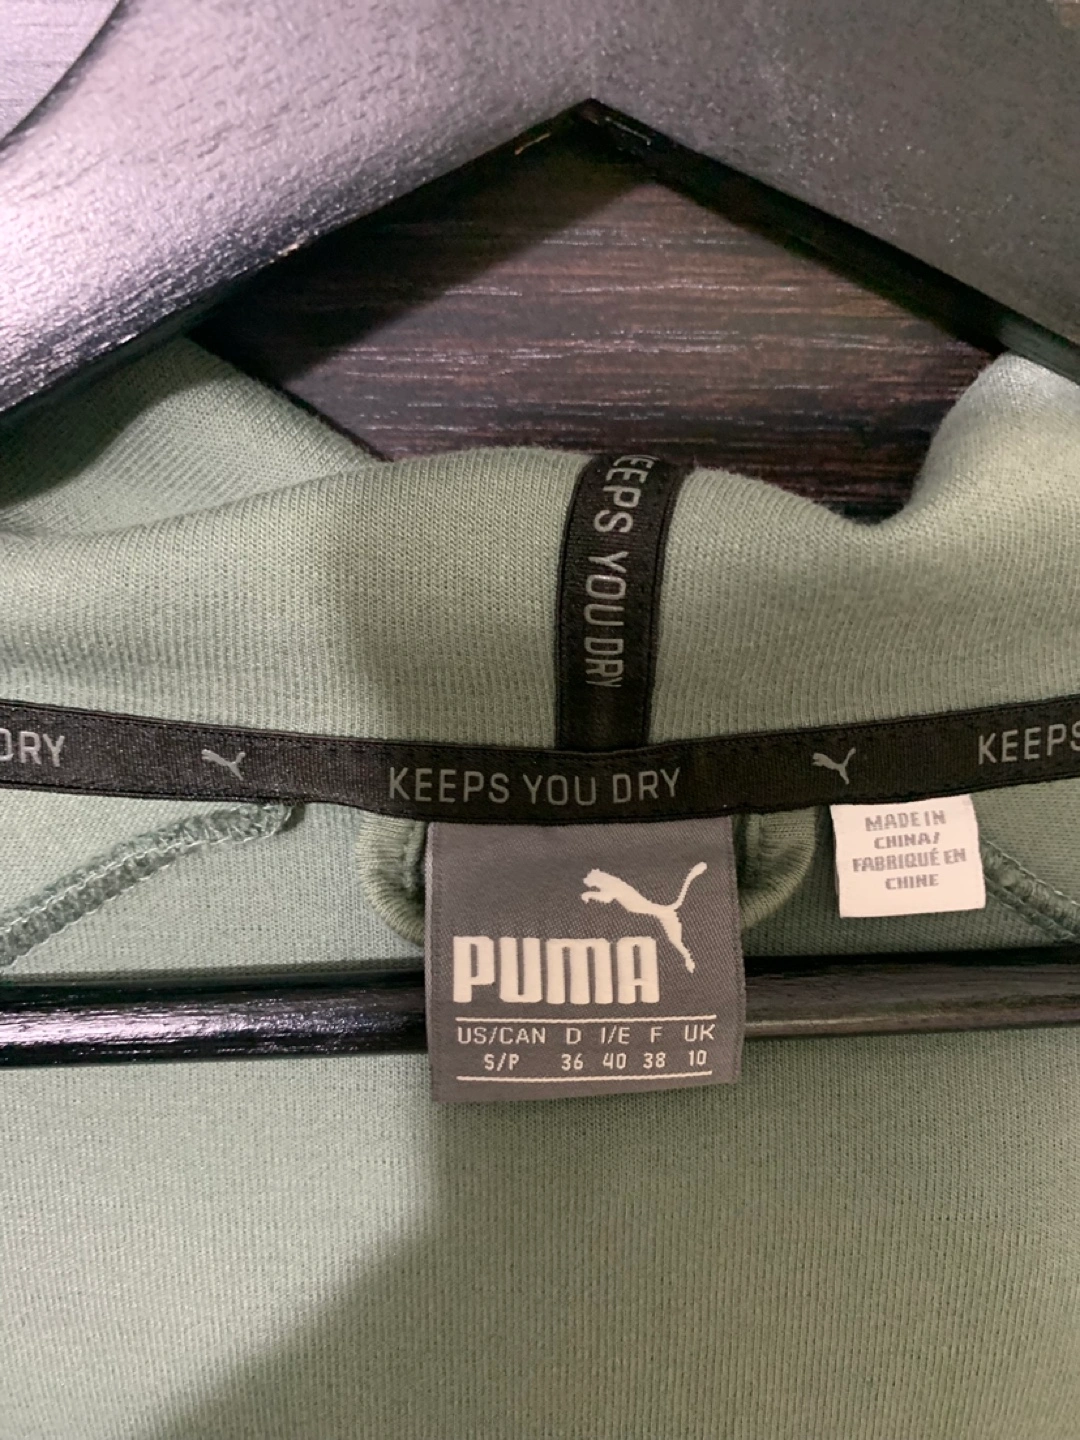 EEPS YOU DRY
DRY KEEPS YOU DRY KEEPS
MADE IN
CHINA/
FABRIQUÉ EN
CHINE
PUMA
US/CAN D I/E F UK
S/P 36 40 38 10